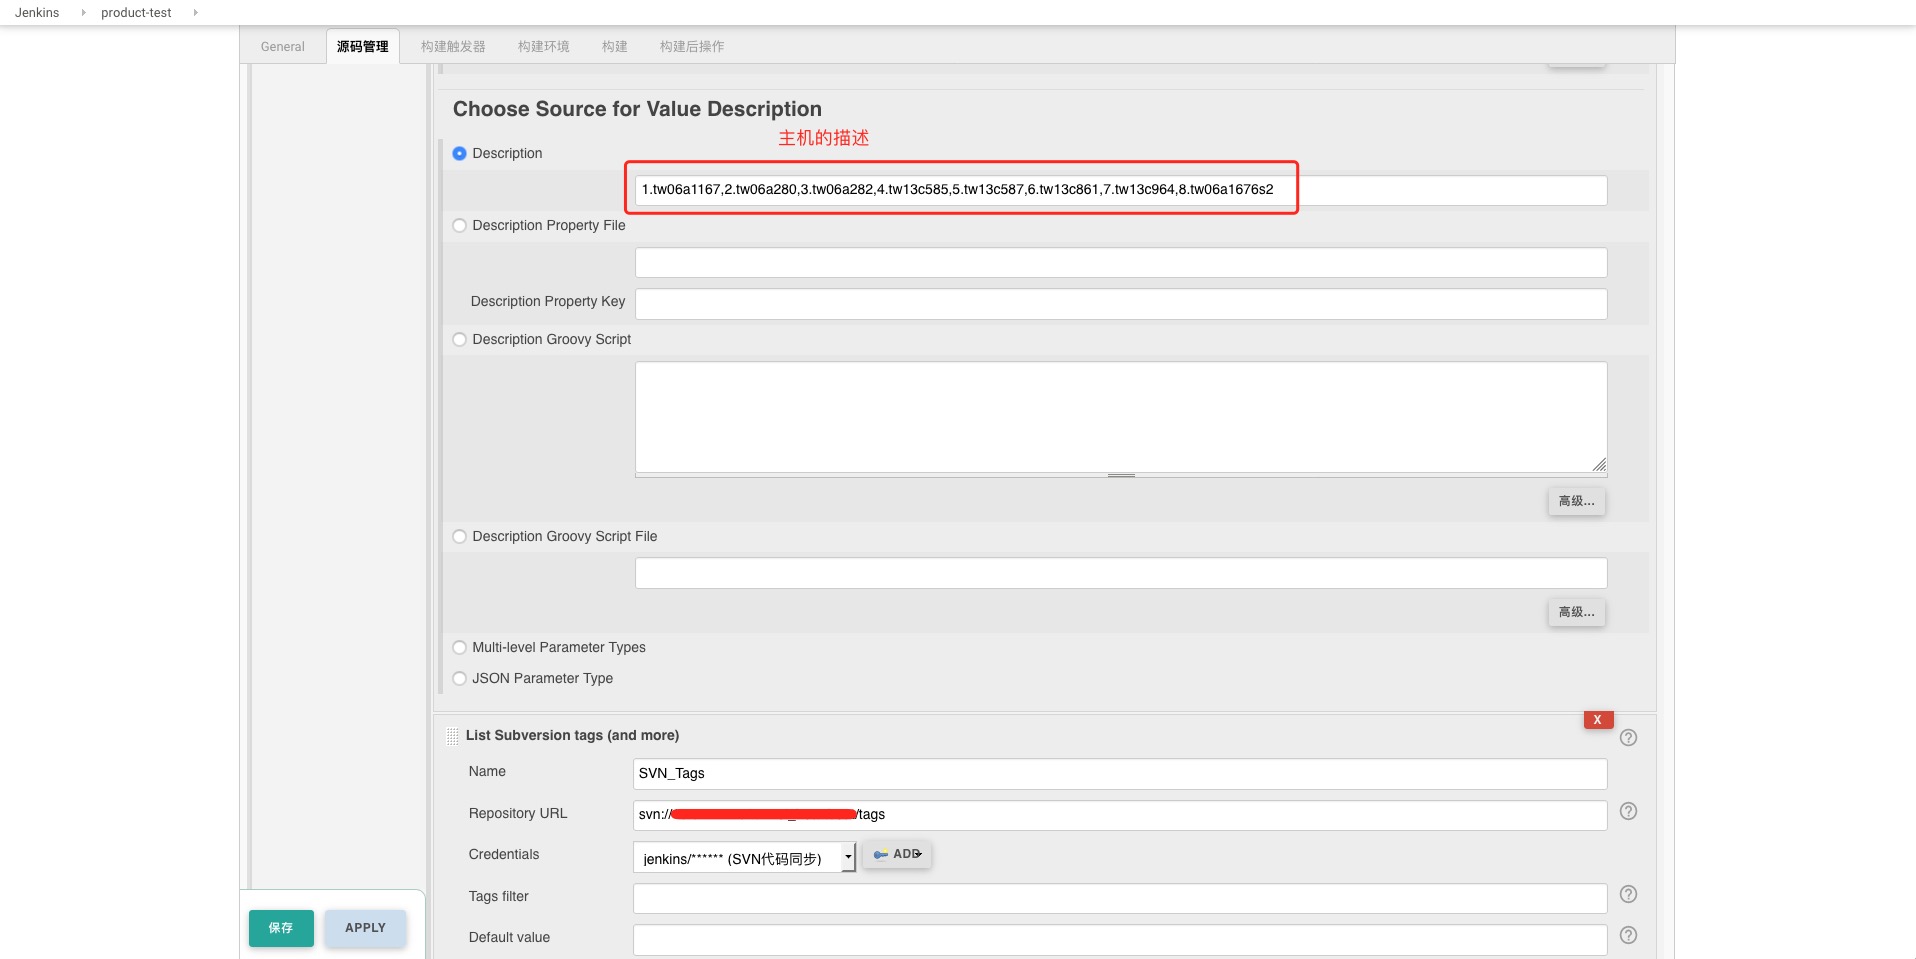 Jenkins product-test
General 源码管理 构建触发器 构建环境 构建 构建后操作
Choose Source for Value Description
主机的描述
Description
1.tw06a1167,2.tw06a280,3.tw06a282,4.tw13c585,5.tw13c587,6.tw13c861,7.tw13c964,8.tw06a1676s2
Description Property File
Description Property Key
Description Groovy Script
高级...
Description Groovy Script File
高级...
Multi-level Parameter Types
JSON Parameter Type
X
List Subversion tags (and more)
Name SVN_Tags
Repository URL svn:// /tags
Credentials jenkins/****** (SVN代码同步) ADD
Tags filter
保存 APPLY
Default value